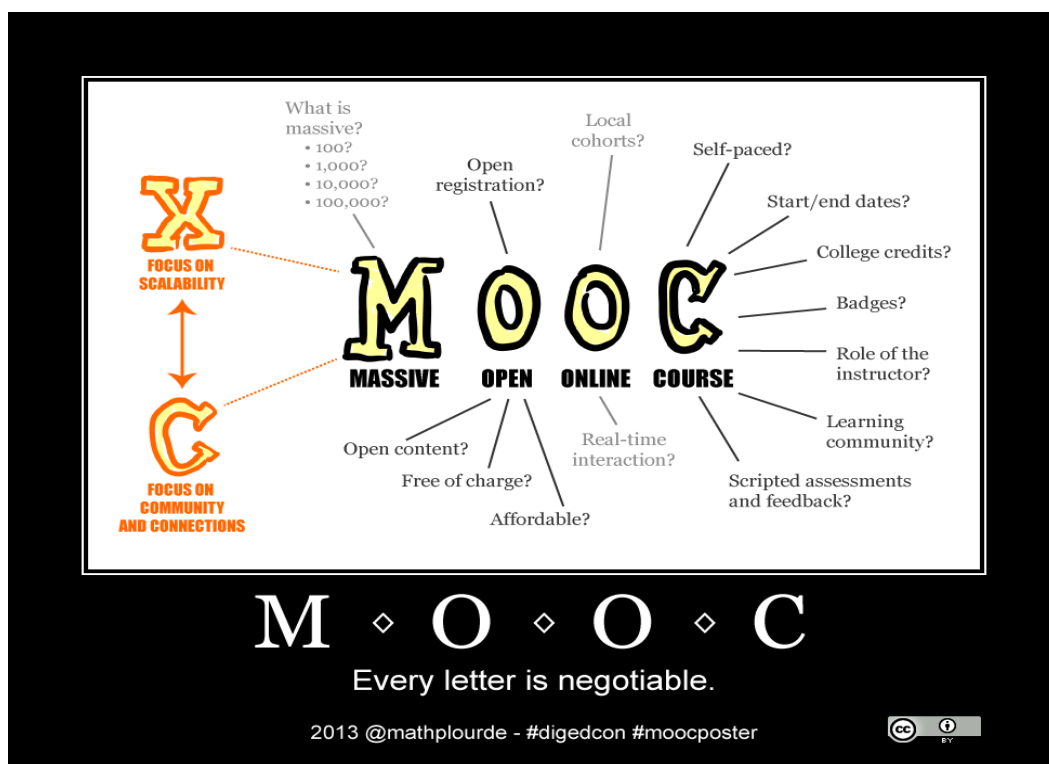 What is
massive?
• 100?
• 1,000?
• 10,000?
• 100,000?
Open
registration?
Local
cohorts?
Self-paced?
Start/end dates?
College credits?
Badges?
Role of the
instructor?
Learning
community?
Scripted assessments
and feedback?
X
FOCUS ON
SCALABILITY
C
FOCUS ON
COMMUNITY
AND CONNECTIONS
MOOC
MASSIVE OPEN ONLINE COURSE
Open content?
Free of charge?
Affordable?
Real-time
interaction?
M ⋄ O ⋄ O ⋄ C
Every letter is negotiable.
2013 @mathplourde - #digedcon #moocposter
cc
BY